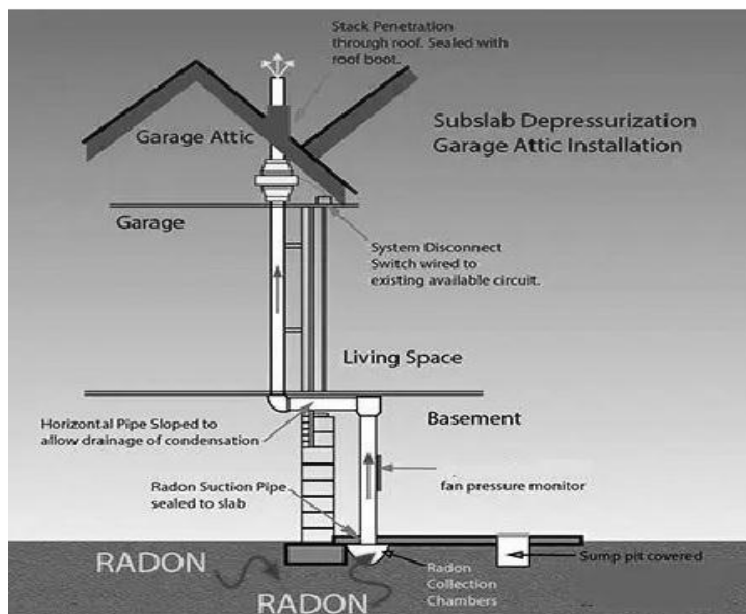 Stack Penetration
through roof. Sealed with
roof boot.
Subslab Depressurization
Garage Attic Installation
Garage Attic
Garage
System Disconnect
Switch wired to
existing available circuit.
Living Space
Horizontal Pipe Sloped to
allow drainage of condensation
Basement
Radon Suction Pipe
sealed to slab
fan pressure monitor
Sump pit covered
RADON
RADON
Radon
Collection
Chambers